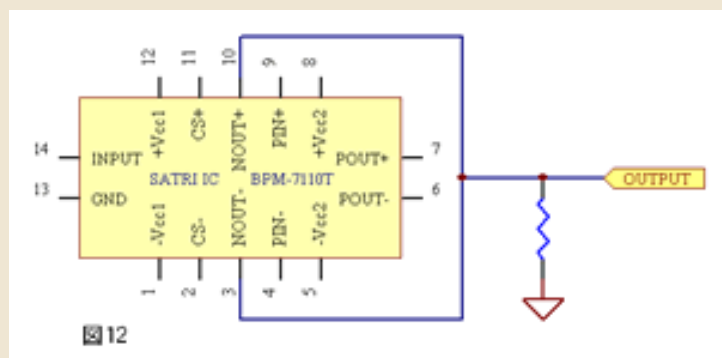 12 11 10 9 8
+Vcc1 CS+ NOUT+ PIN+ +Vcc2
14 INPUT POUT+ 7
SATRI IC BPM-7110T
13 GND POUT- 6
OUTPUT
-Vcc1 CS- NOUT- PIN- -Vcc2
1 2 3 4 5
図12